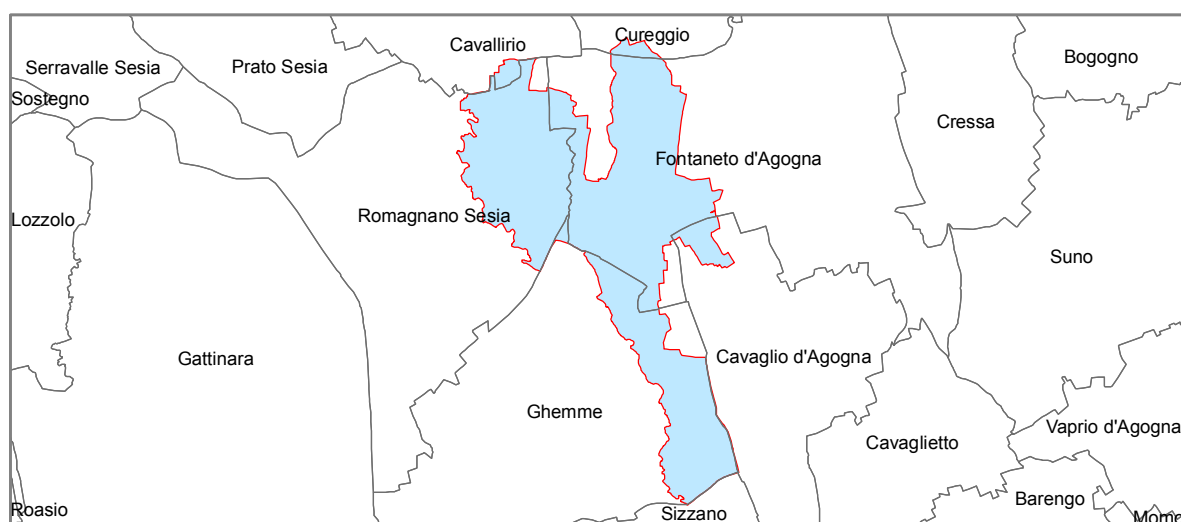 Cureggio
Cavallirio
Bogogno
Serravalle Sesia
Prato Sesia
Sostegno
Cressa
Fontaneto d'Agogna
Lozzolo
Romagnano Sesia
Suno
Gattinara
Cavaglio d'Agogna
Ghemme
Vaprio d'Agogna
Cavaglietto
Barengo
Roasio
Sizzano